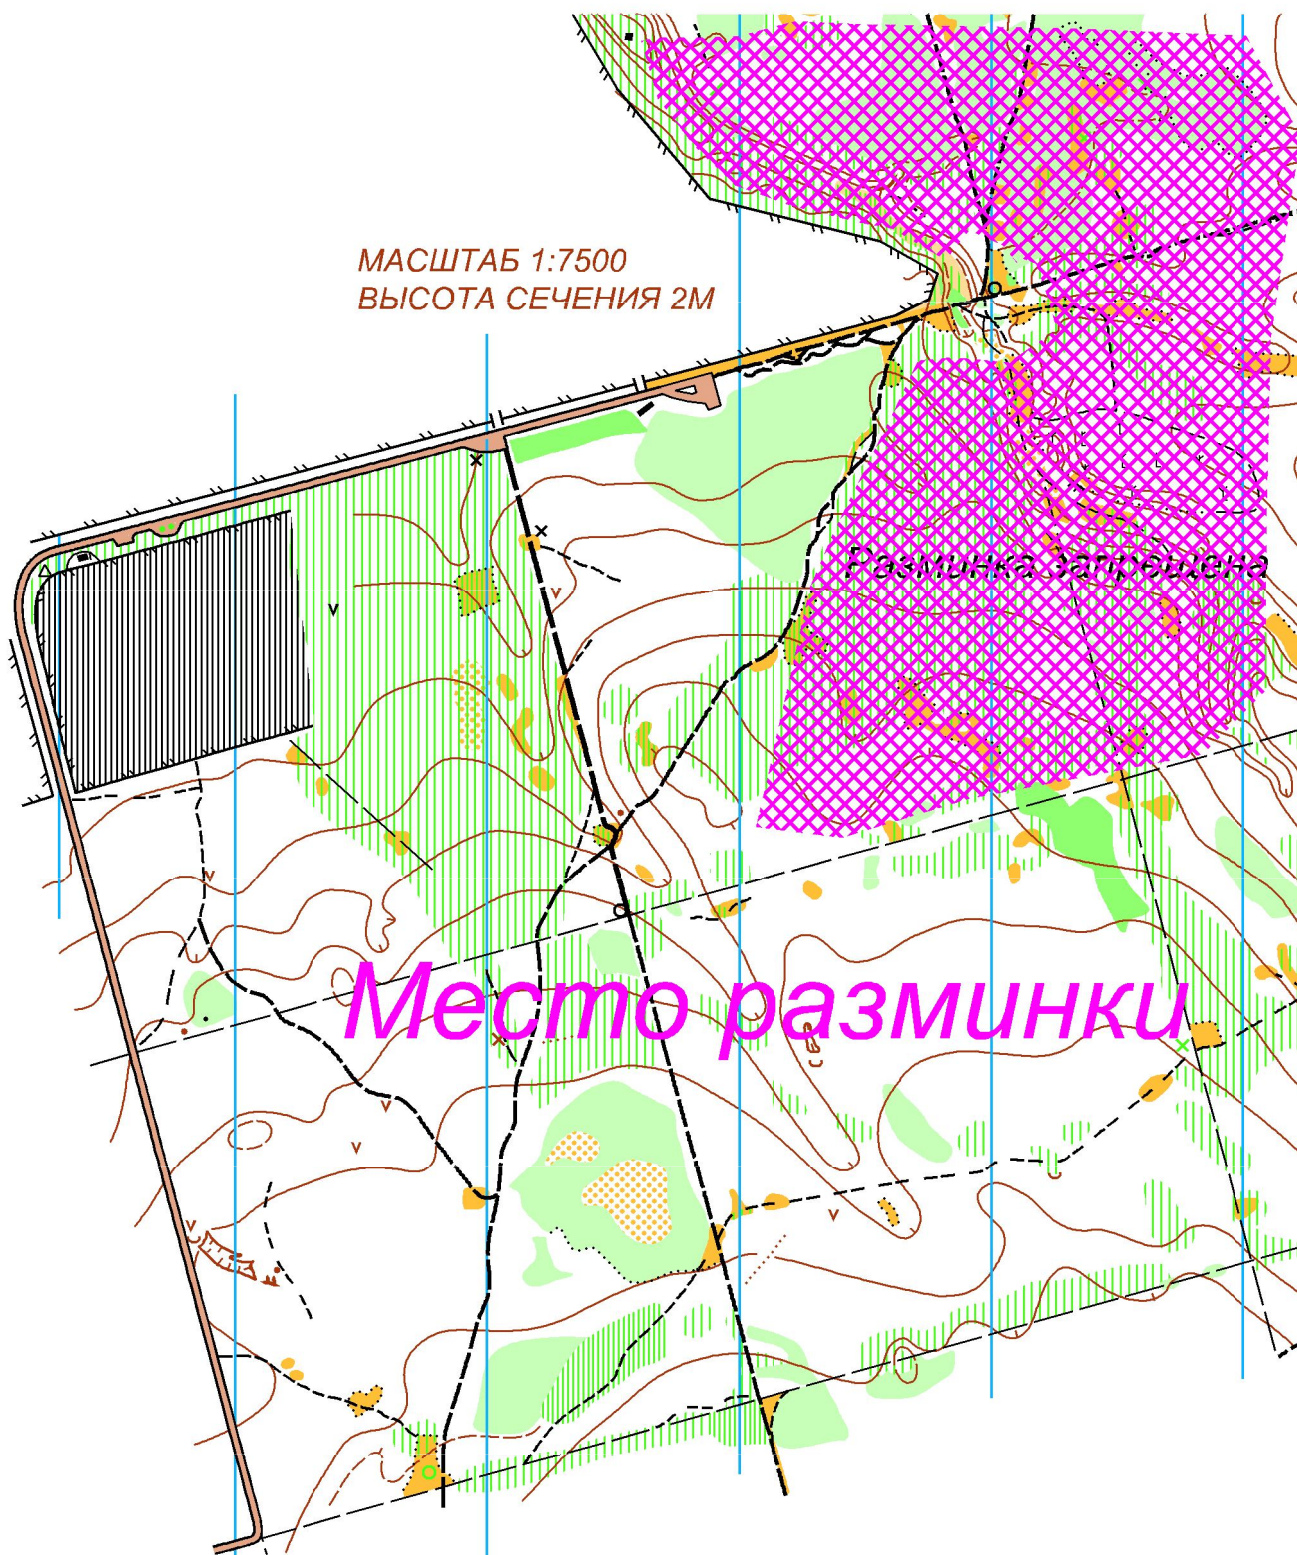 МАСШТАБ 1:7500
ВЫСОТА СЕЧЕНИЯ 2М
Разминка запрещена
Место разминки